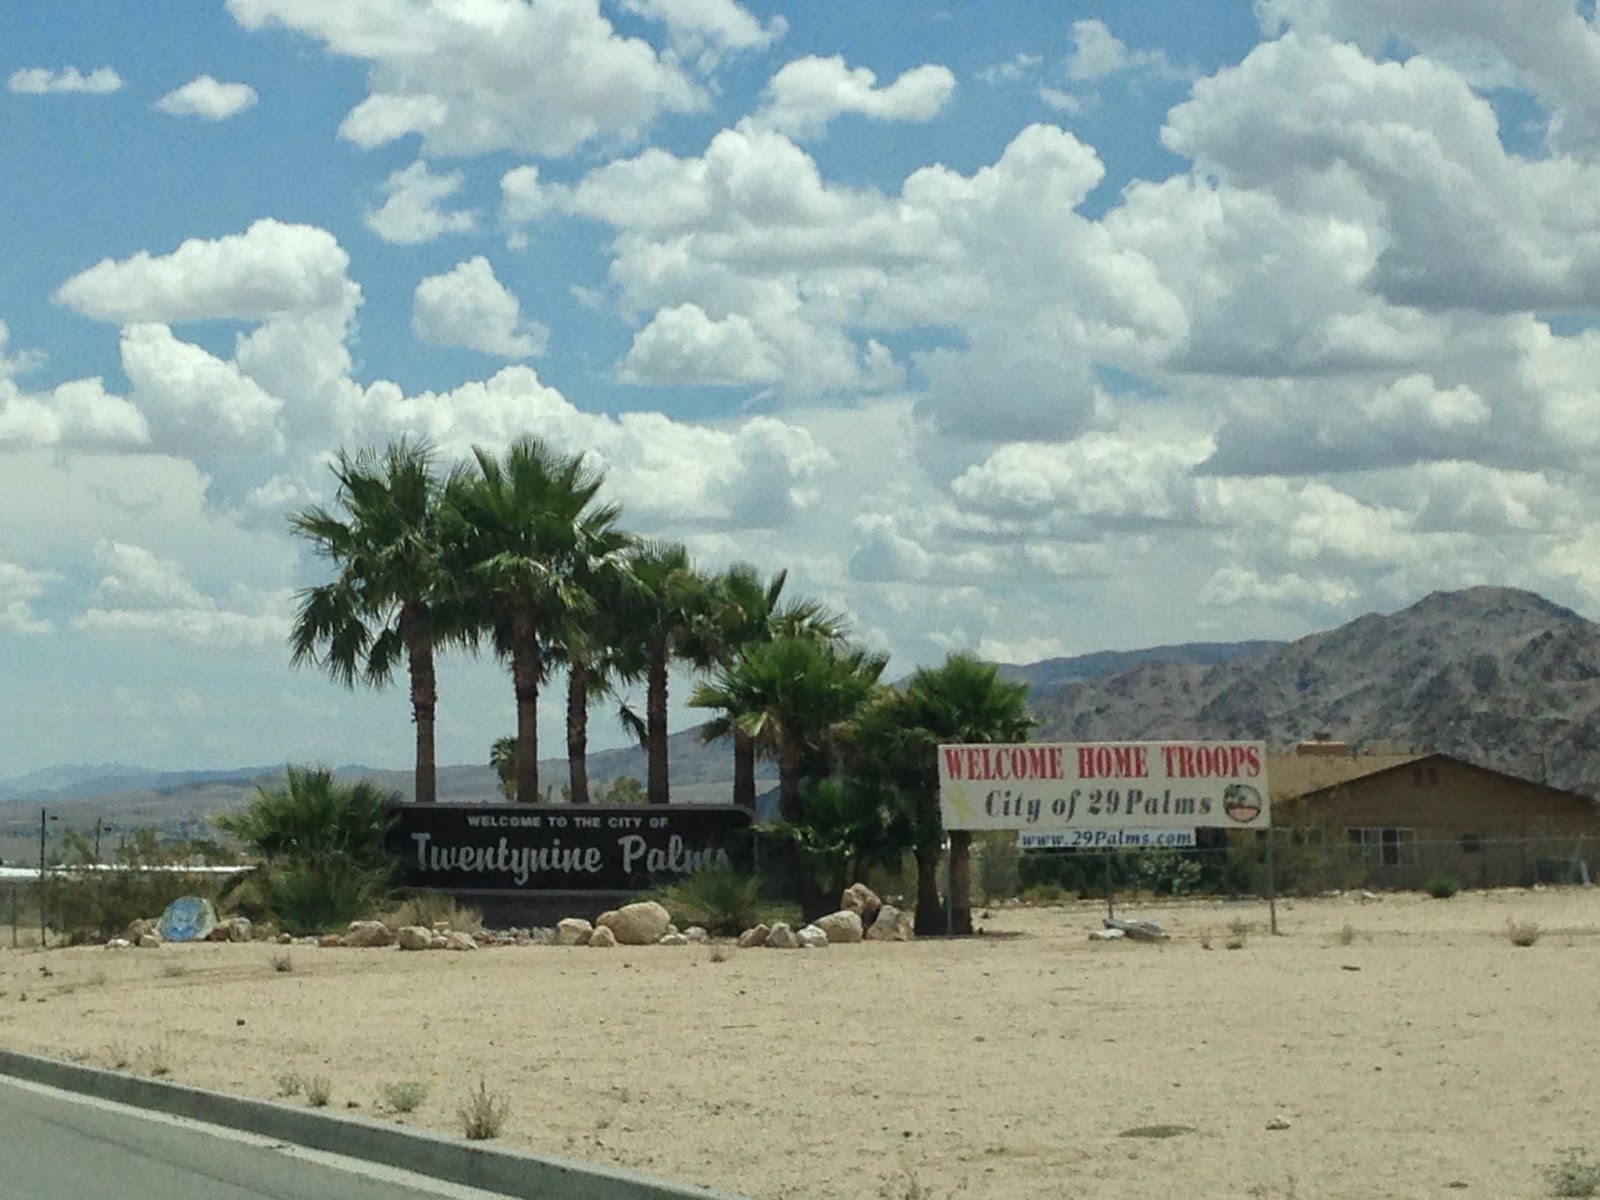 WELCOME TO THE CITY OF
Twentynine Palms
WELCOME HOME TROOPS
City of 29Palms
www.29Palms.com